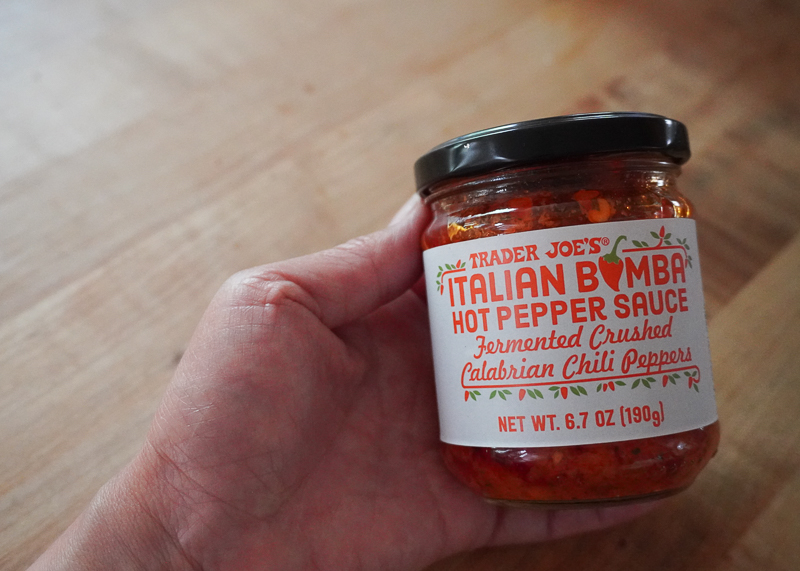 TRADER JOE'S®
ITALIAN BOMBA
HOT PEPPER SAUCE
Fermented Crushed
Calabrian Chili Peppers
NET WT. 6.7 OZ (190g)